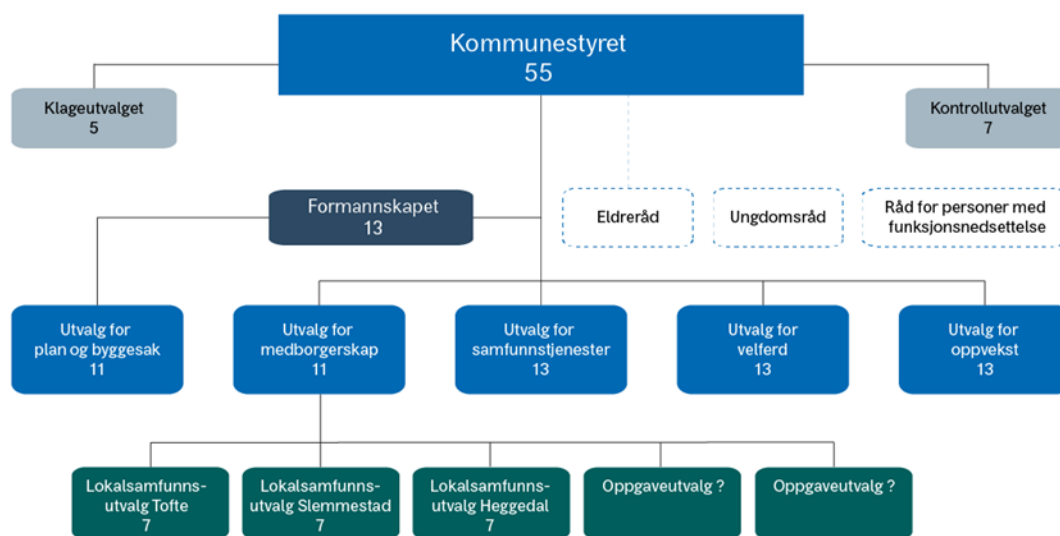 Kommunestyret
55
Klageutvalget
5
Kontrollutvalget
7
Formannskapet
13
Eldreråd
Ungdomsråd
Råd for personer med
funksjonsnedsettelse
Utvalg for
plan og byggesak
11
Utvalg for
medborgerskap
11
Utvalg for
samfunnstjenester
13
Utvalg for
velferd
13
Utvalg for
oppvekst
13
Lokalsamfunns-
utvalg Tofte
7
Lokalsamfunns-
utvalg Slemmestad
7
Lokalsamfunns-
utvalg Heggedal
7
Oppgaveutvalg ?
Oppgaveutvalg ?